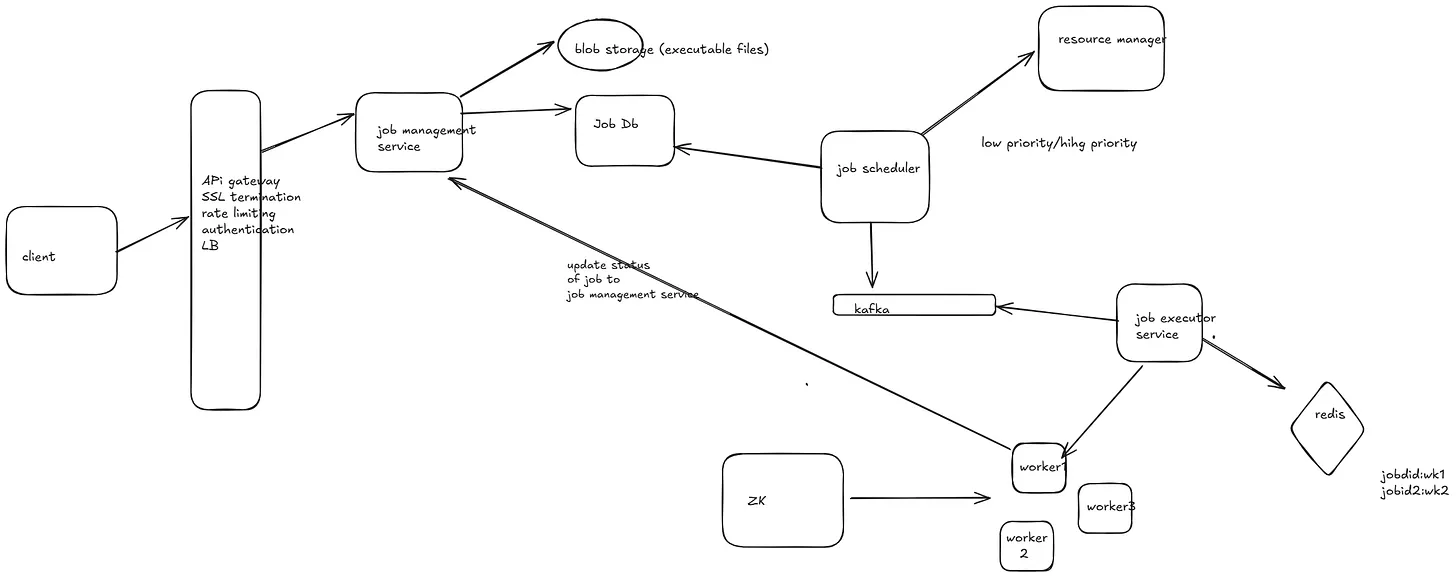 blob storage (executable files)
resource manager
job management
service
Job Db
low priority/hihg priority
job scheduler
APi gateway
SSL termination
rate limiting
authentication
LB
client
update status
of job to
job management service
kafka
job executor
service
redis
worker1
jobdid:wk1
jobid2:wk2
ZK
worker3
worker
2